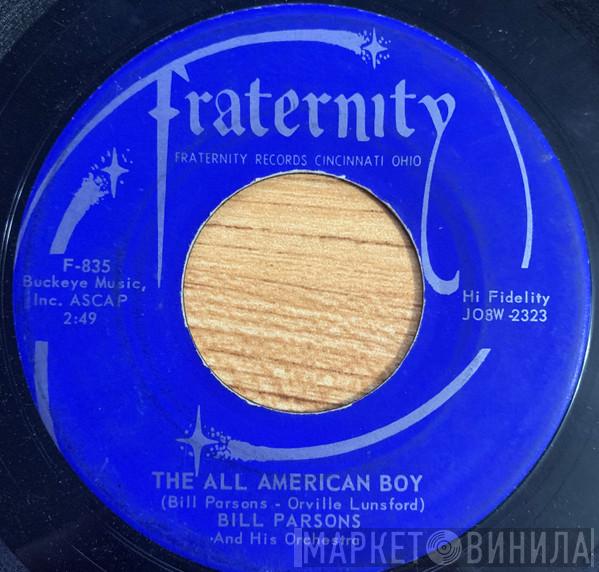 Fraternity
FRATERNITY RECORDS CINCINNATI OHIO
F-835
Buckeye Music,
Inc. ASCAP
2:49
Hi Fidelity
JO8W-2323
THE ALL AMERICAN BOY
(Bill Parsons - Orville Lunsford)
BILL PARSONS
And His Orchestra
МАРКЕТ ВИНИЛА